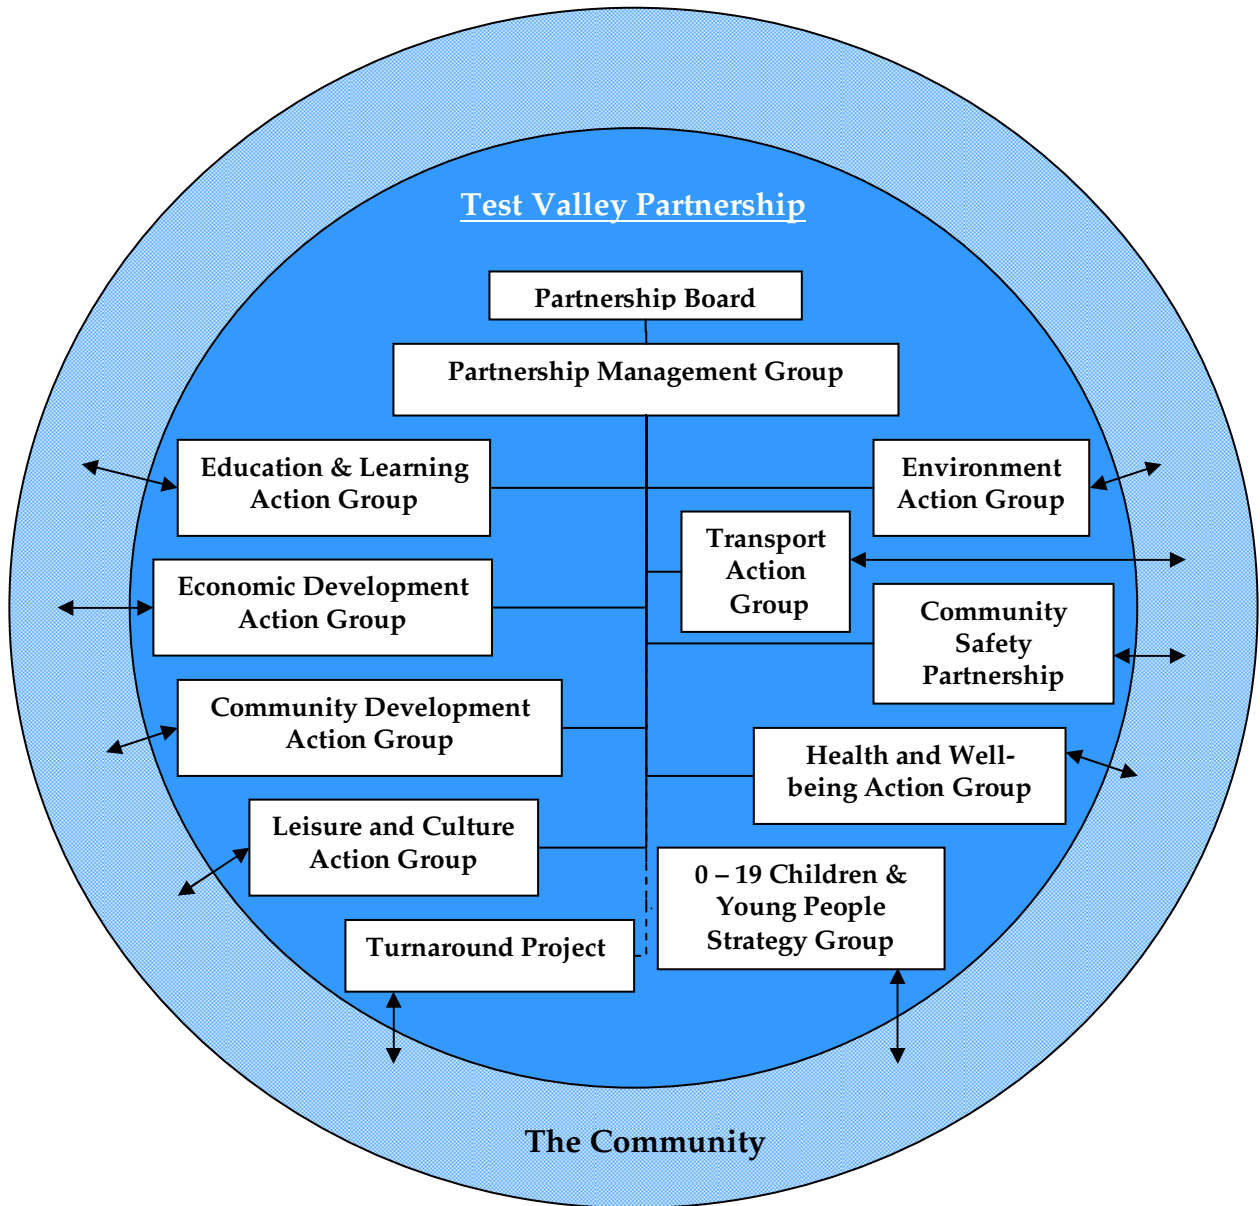 Test Valley Partnership
Partnership Board
Partnership Management Group
Education & Learning
Action Group
Environment
Action Group
Transport
Action
Group
Economic Development
Action Group
Community
Safety
Partnership
Community Development
Action Group
Health and Well-
being Action Group
Leisure and Culture
Action Group
0 – 19 Children &
Young People
Strategy Group
Turnaround Project
The Community